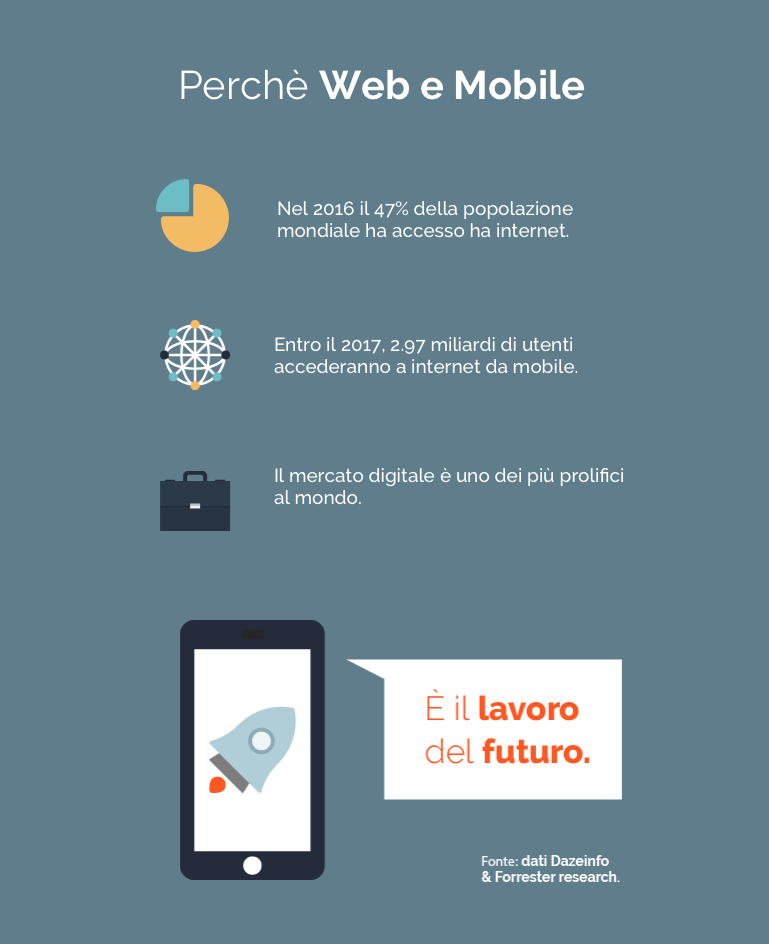 Perchè Web e Mobile
Nel 2016 il 47% della popolazione
mondiale ha accesso ha internet.
Entro il 2017, 2.97 miliardi di utenti
accederanno a internet da mobile.
Il mercato digitale è uno dei più prolifici
al mondo.
È il lavoro
del futuro.
Fonte: dati Dazeinfo
& Forrester research.